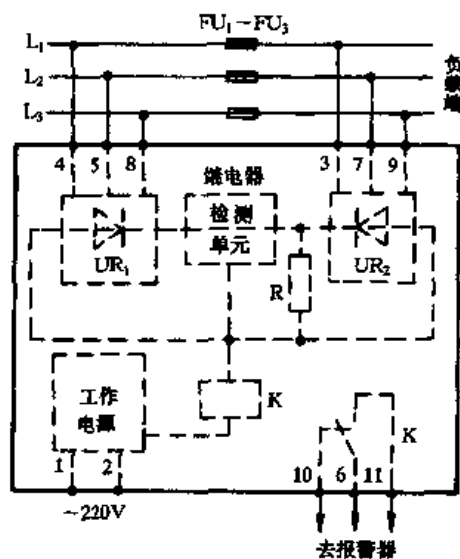 FU₁~FU₃
L₁
L₂
L₃
负载端
4 5 8 3 7 9
继电器
检测
单元
UR₁
UR₂
R
工作
电源
K
K
1 2
10 6 11
~220V
去报警器